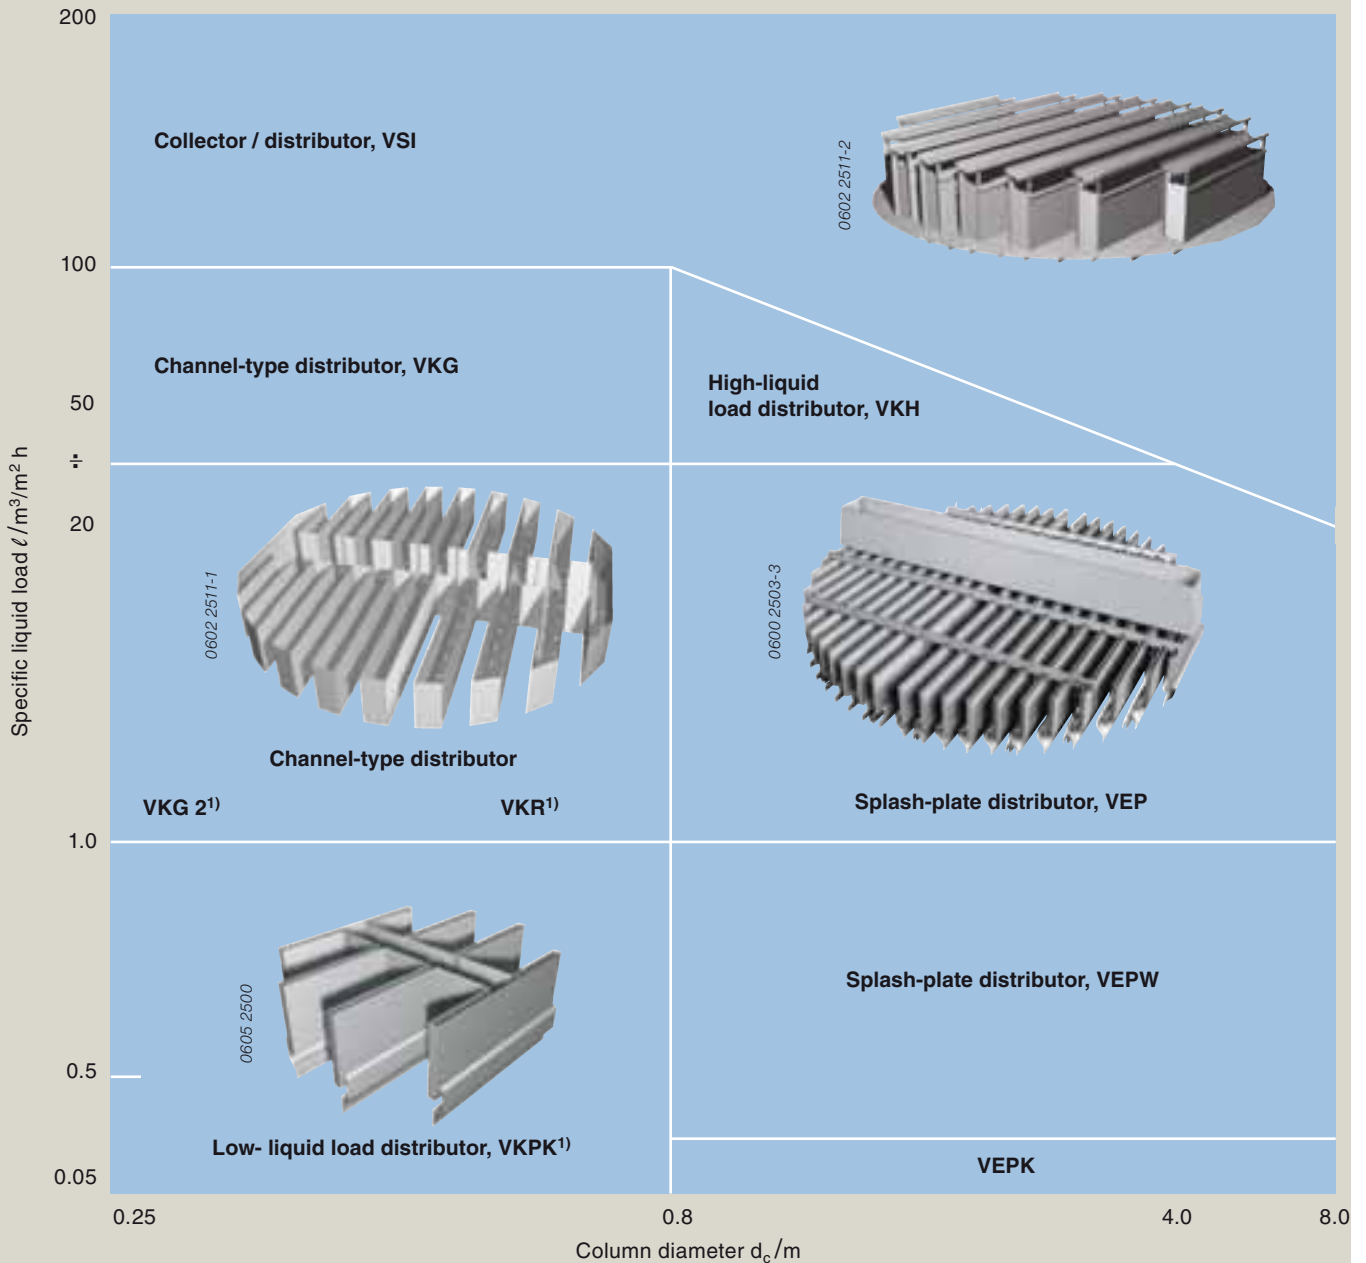 200
Collector / distributor, VSI
0602 2511-2
100
Channel-type distributor, VKG
High-liquid
load distributor, VKH
50
÷
20
Specific liquid load ℓ/m³/m² h
0602 2511-1
0600 2503-3
Channel-type distributor
VKG 2¹⁾
VKR¹⁾
Splash-plate distributor, VEP
1.0
Splash-plate distributor, VEPW
0605 2500
0.5
Low- liquid load distributor, VKPK¹⁾
VEPK
0.05
0.25
0.8
4.0
8.0
Column diameter d_c/m